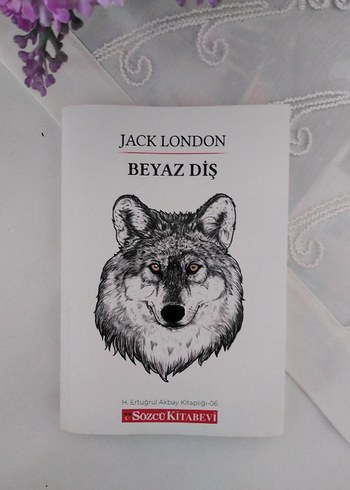 JACK LONDON
BEYAZ DİŞ
H. Ertuğrul Akbay Kitaplığı-06
SÖZCÜ KİTABEVİ